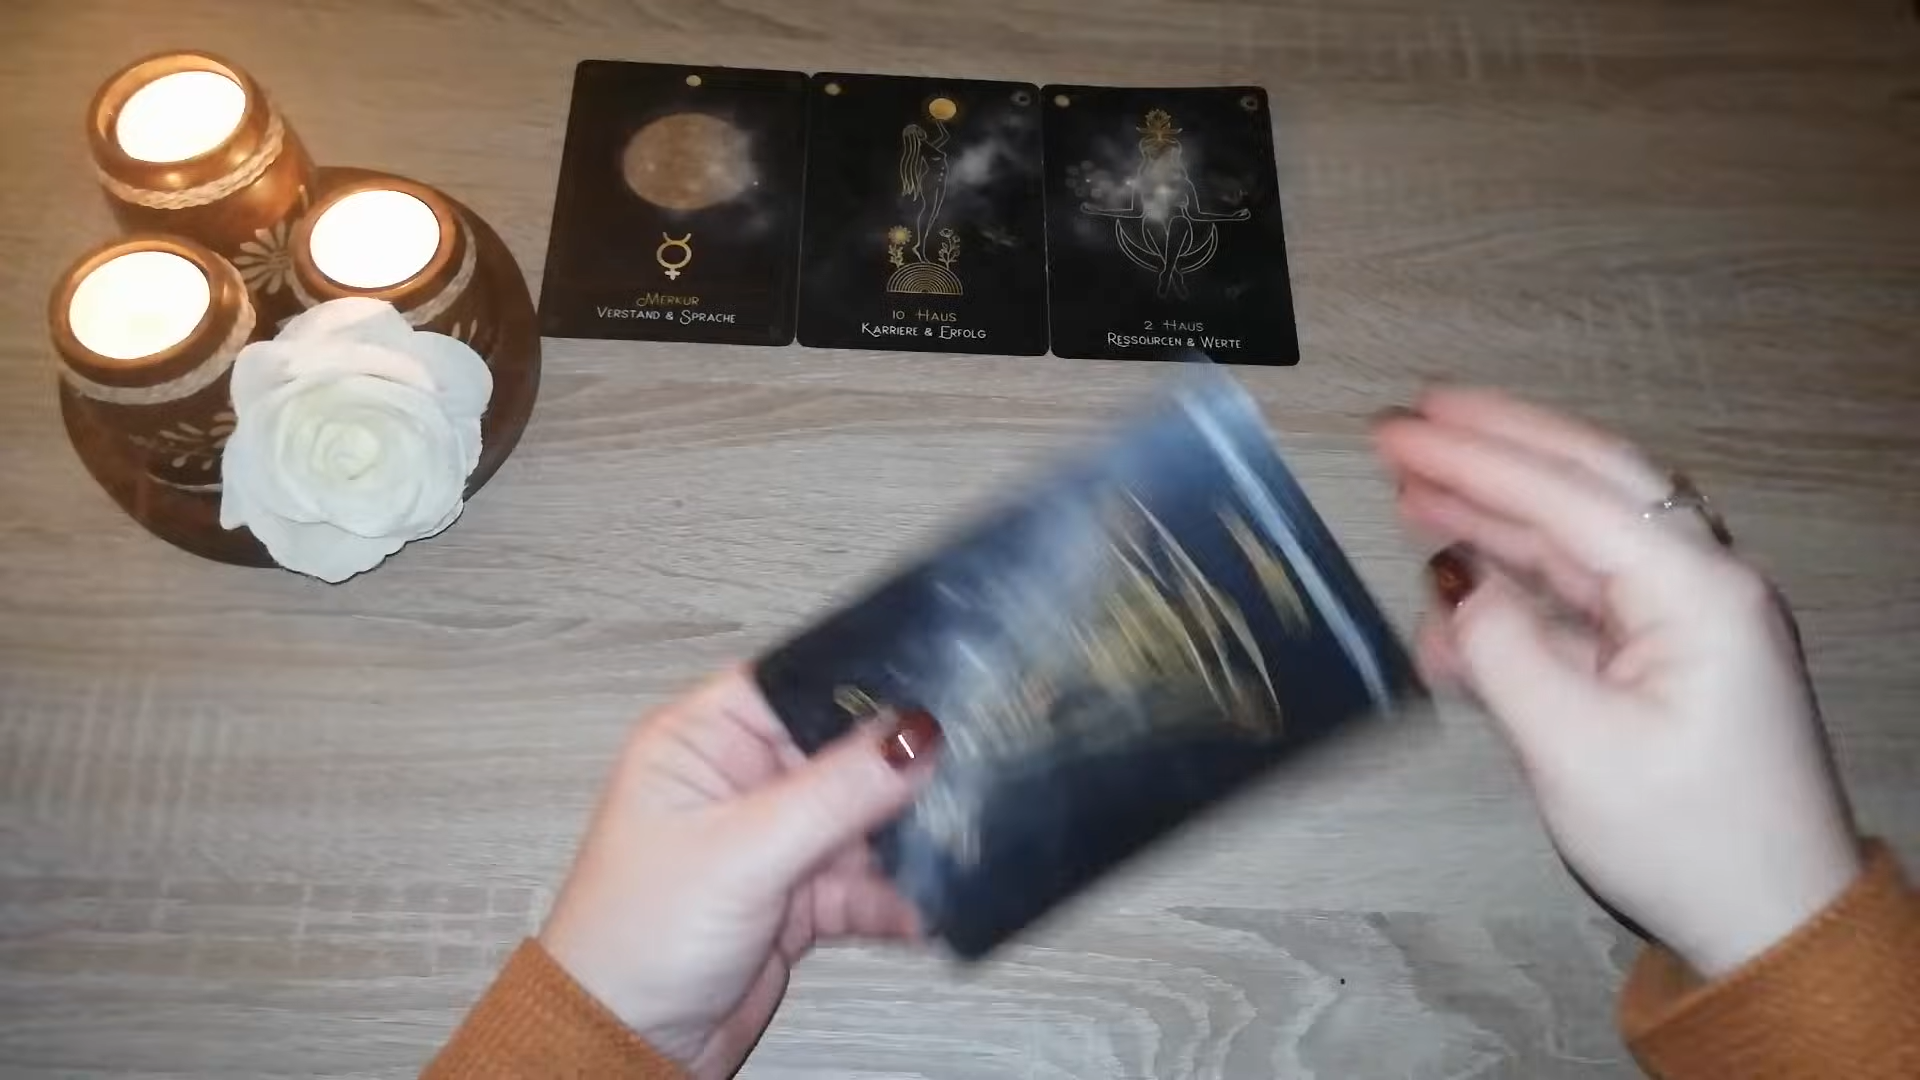 Merkur
Verstand & Sprache
10 Haus
Karriere & Erfolg
2 Haus
Ressourcen & Werte